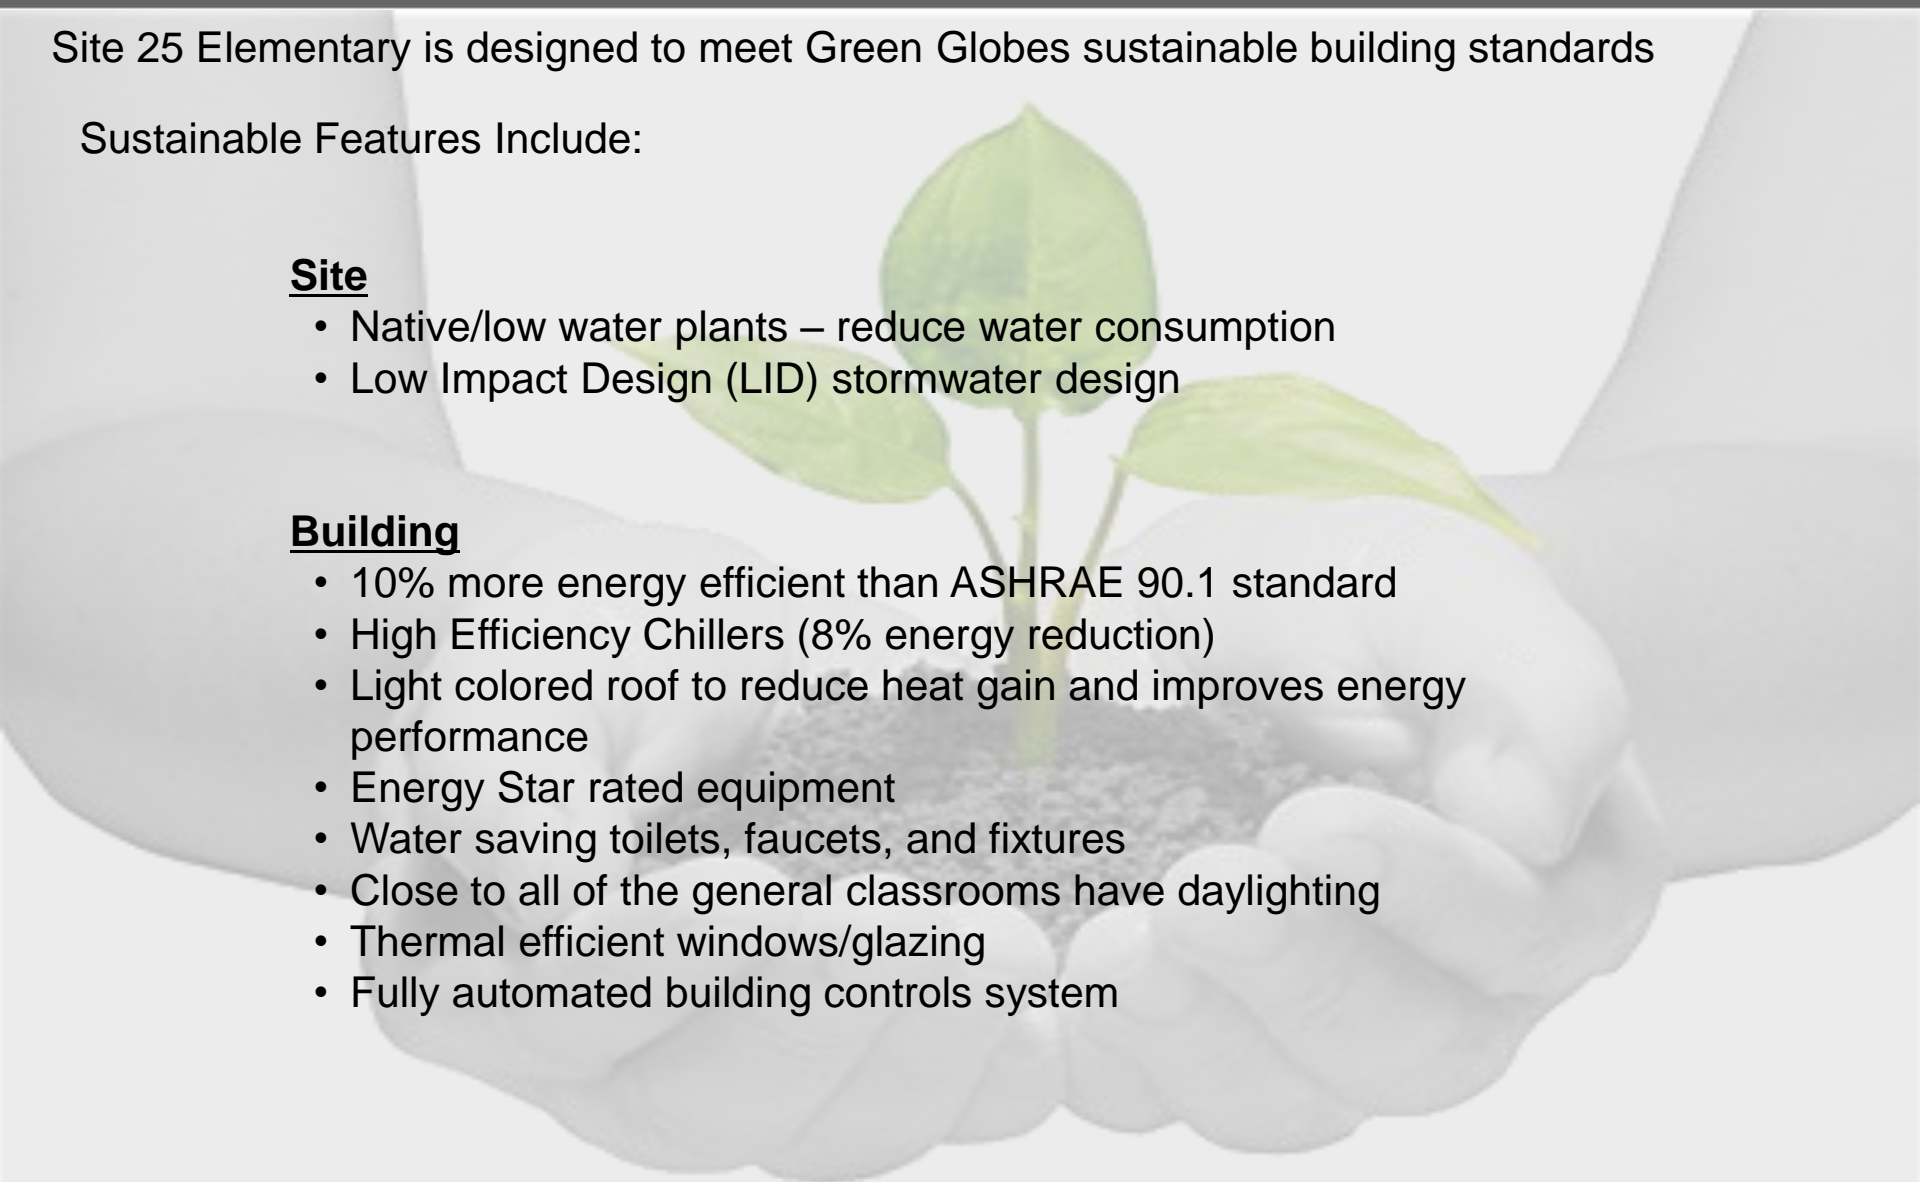 Site 25 Elementary is designed to meet Green Globes sustainable building standards
Sustainable Features Include:
Site
• Native/low water plants – reduce water consumption
• Low Impact Design (LID) stormwater design
Building
• 10% more energy efficient than ASHRAE 90.1 standard
• High Efficiency Chillers (8% energy reduction)
• Light colored roof to reduce heat gain and improves energy
performance
• Energy Star rated equipment
• Water saving toilets, faucets, and fixtures
• Close to all of the general classrooms have daylighting
• Thermal efficient windows/glazing
• Fully automated building controls system